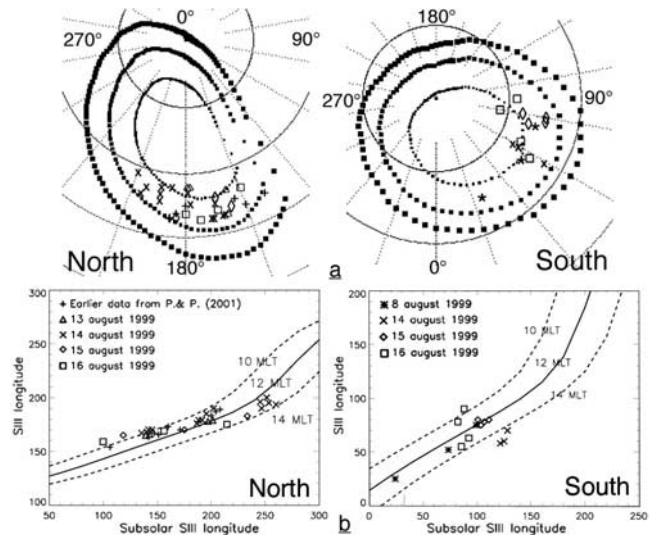 0°
270°
90°
North
180°
180°
270°
90°
0°
South
a
SIII longitude
300
250
200
150
100
+ Earlier data from P.& P. (2001)
△ 13 august 1999
× 14 august 1999
◇ 15 august 1999
□ 16 august 1999
10 MLT
12 MLT
14 MLT
North
50 100 150 200 250 300
Subsolar SIII longitude
SIII longitude
200
150
100
50
0
✱ 8 august 1999
× 14 august 1999
◇ 15 august 1999
□ 16 august 1999
10 MLT
12 MLT
14 MLT
South
0 50 100 150 200 250
Subsolar SIII longitude
b